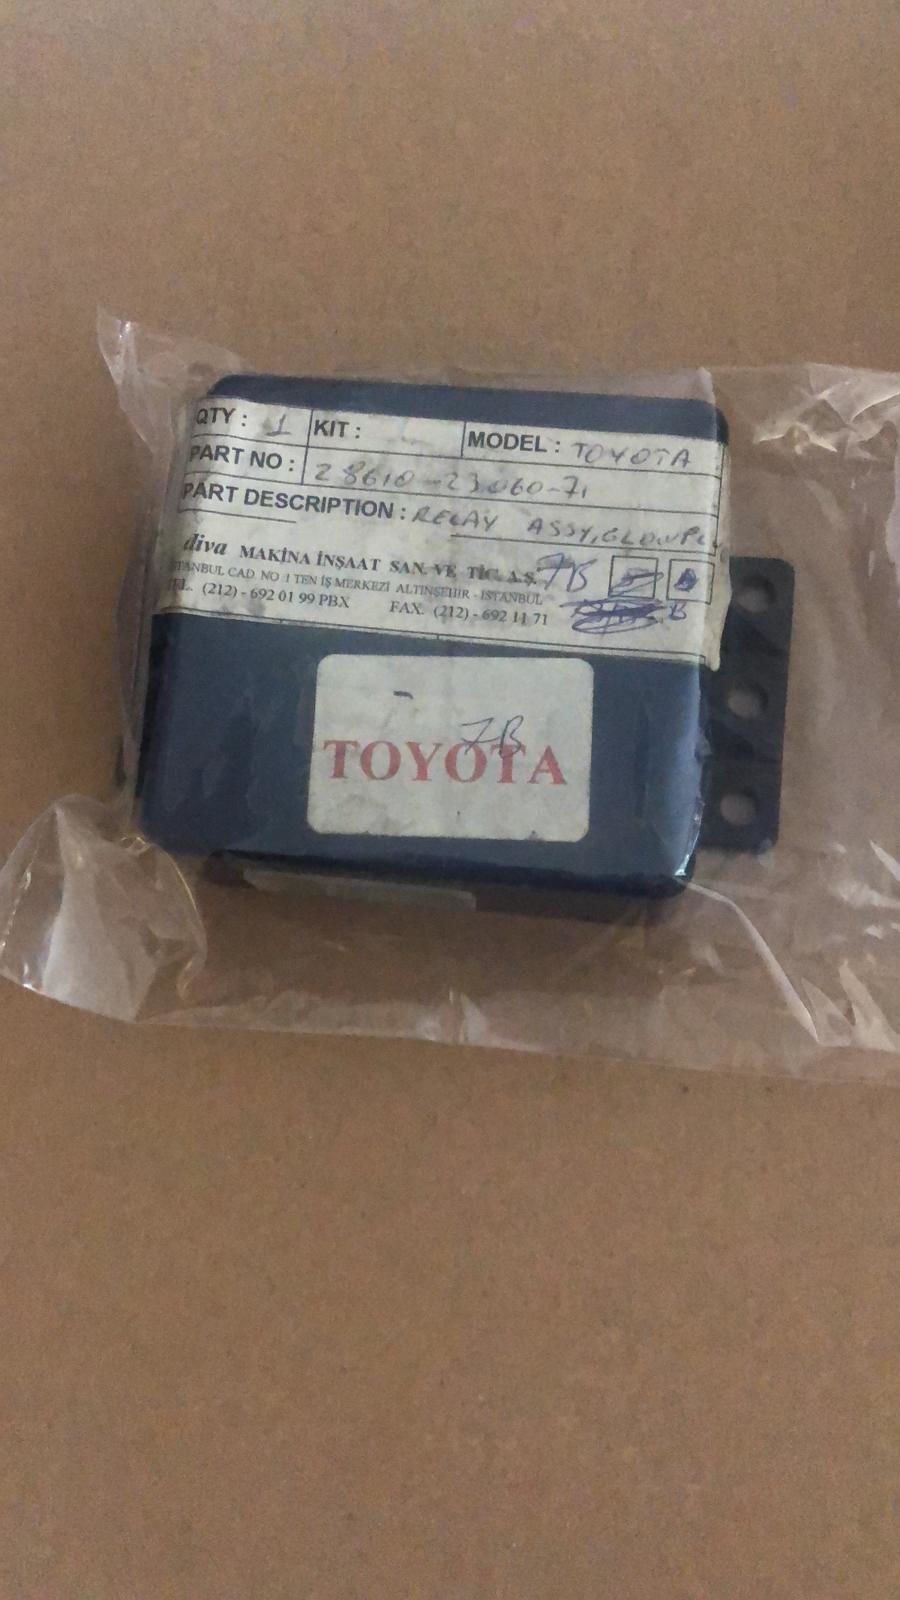 QTY : 1 KIT : MODEL : TOYOTA
PART NO : 28610-23060-71
PART DESCRIPTION : RELAY ASSY, GLOWPLUG
diva MAKİNA İNŞAAT SAN. VE TİC. A.Ş. 7B
İSTANBUL CAD. NO :1 TEN İŞ MERKEZİ ALTINŞEHİR - İSTANBUL
TEL. (212) - 692 01 99 PBX FAX. (212) - 692 11 71 B
7B
TOYOTA